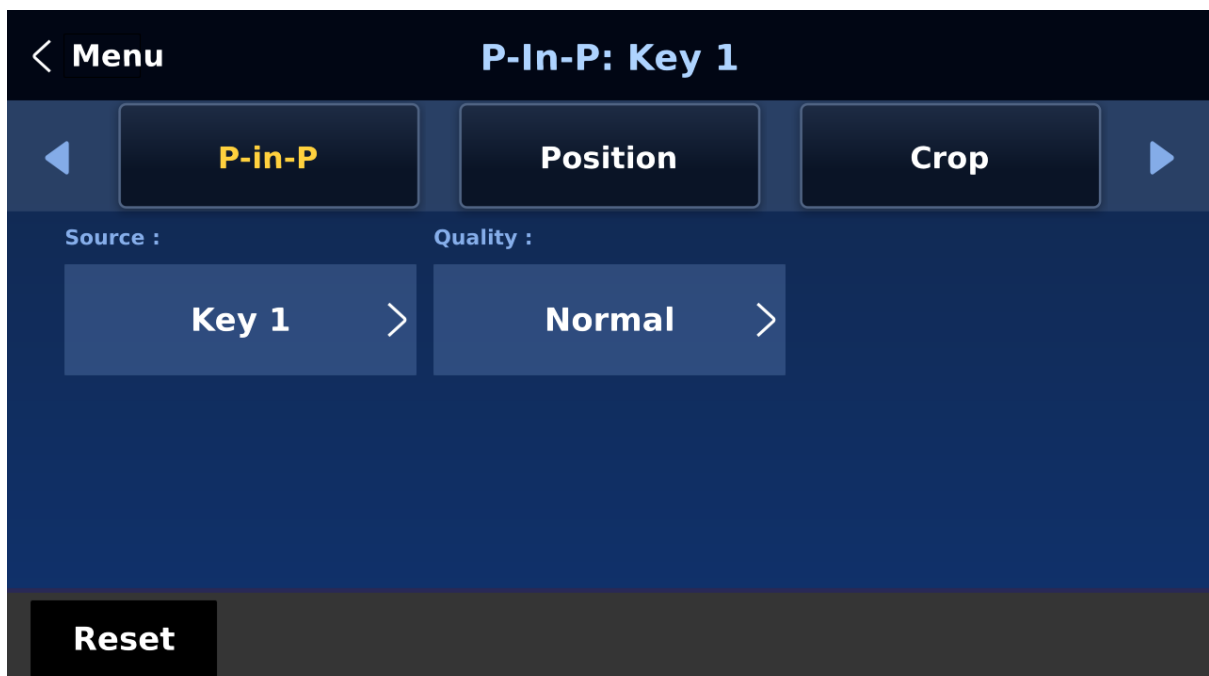 Menu
P-In-P: Key 1
P-in-P
Position
Crop
Source :
Quality :
Key 1
Normal
Reset